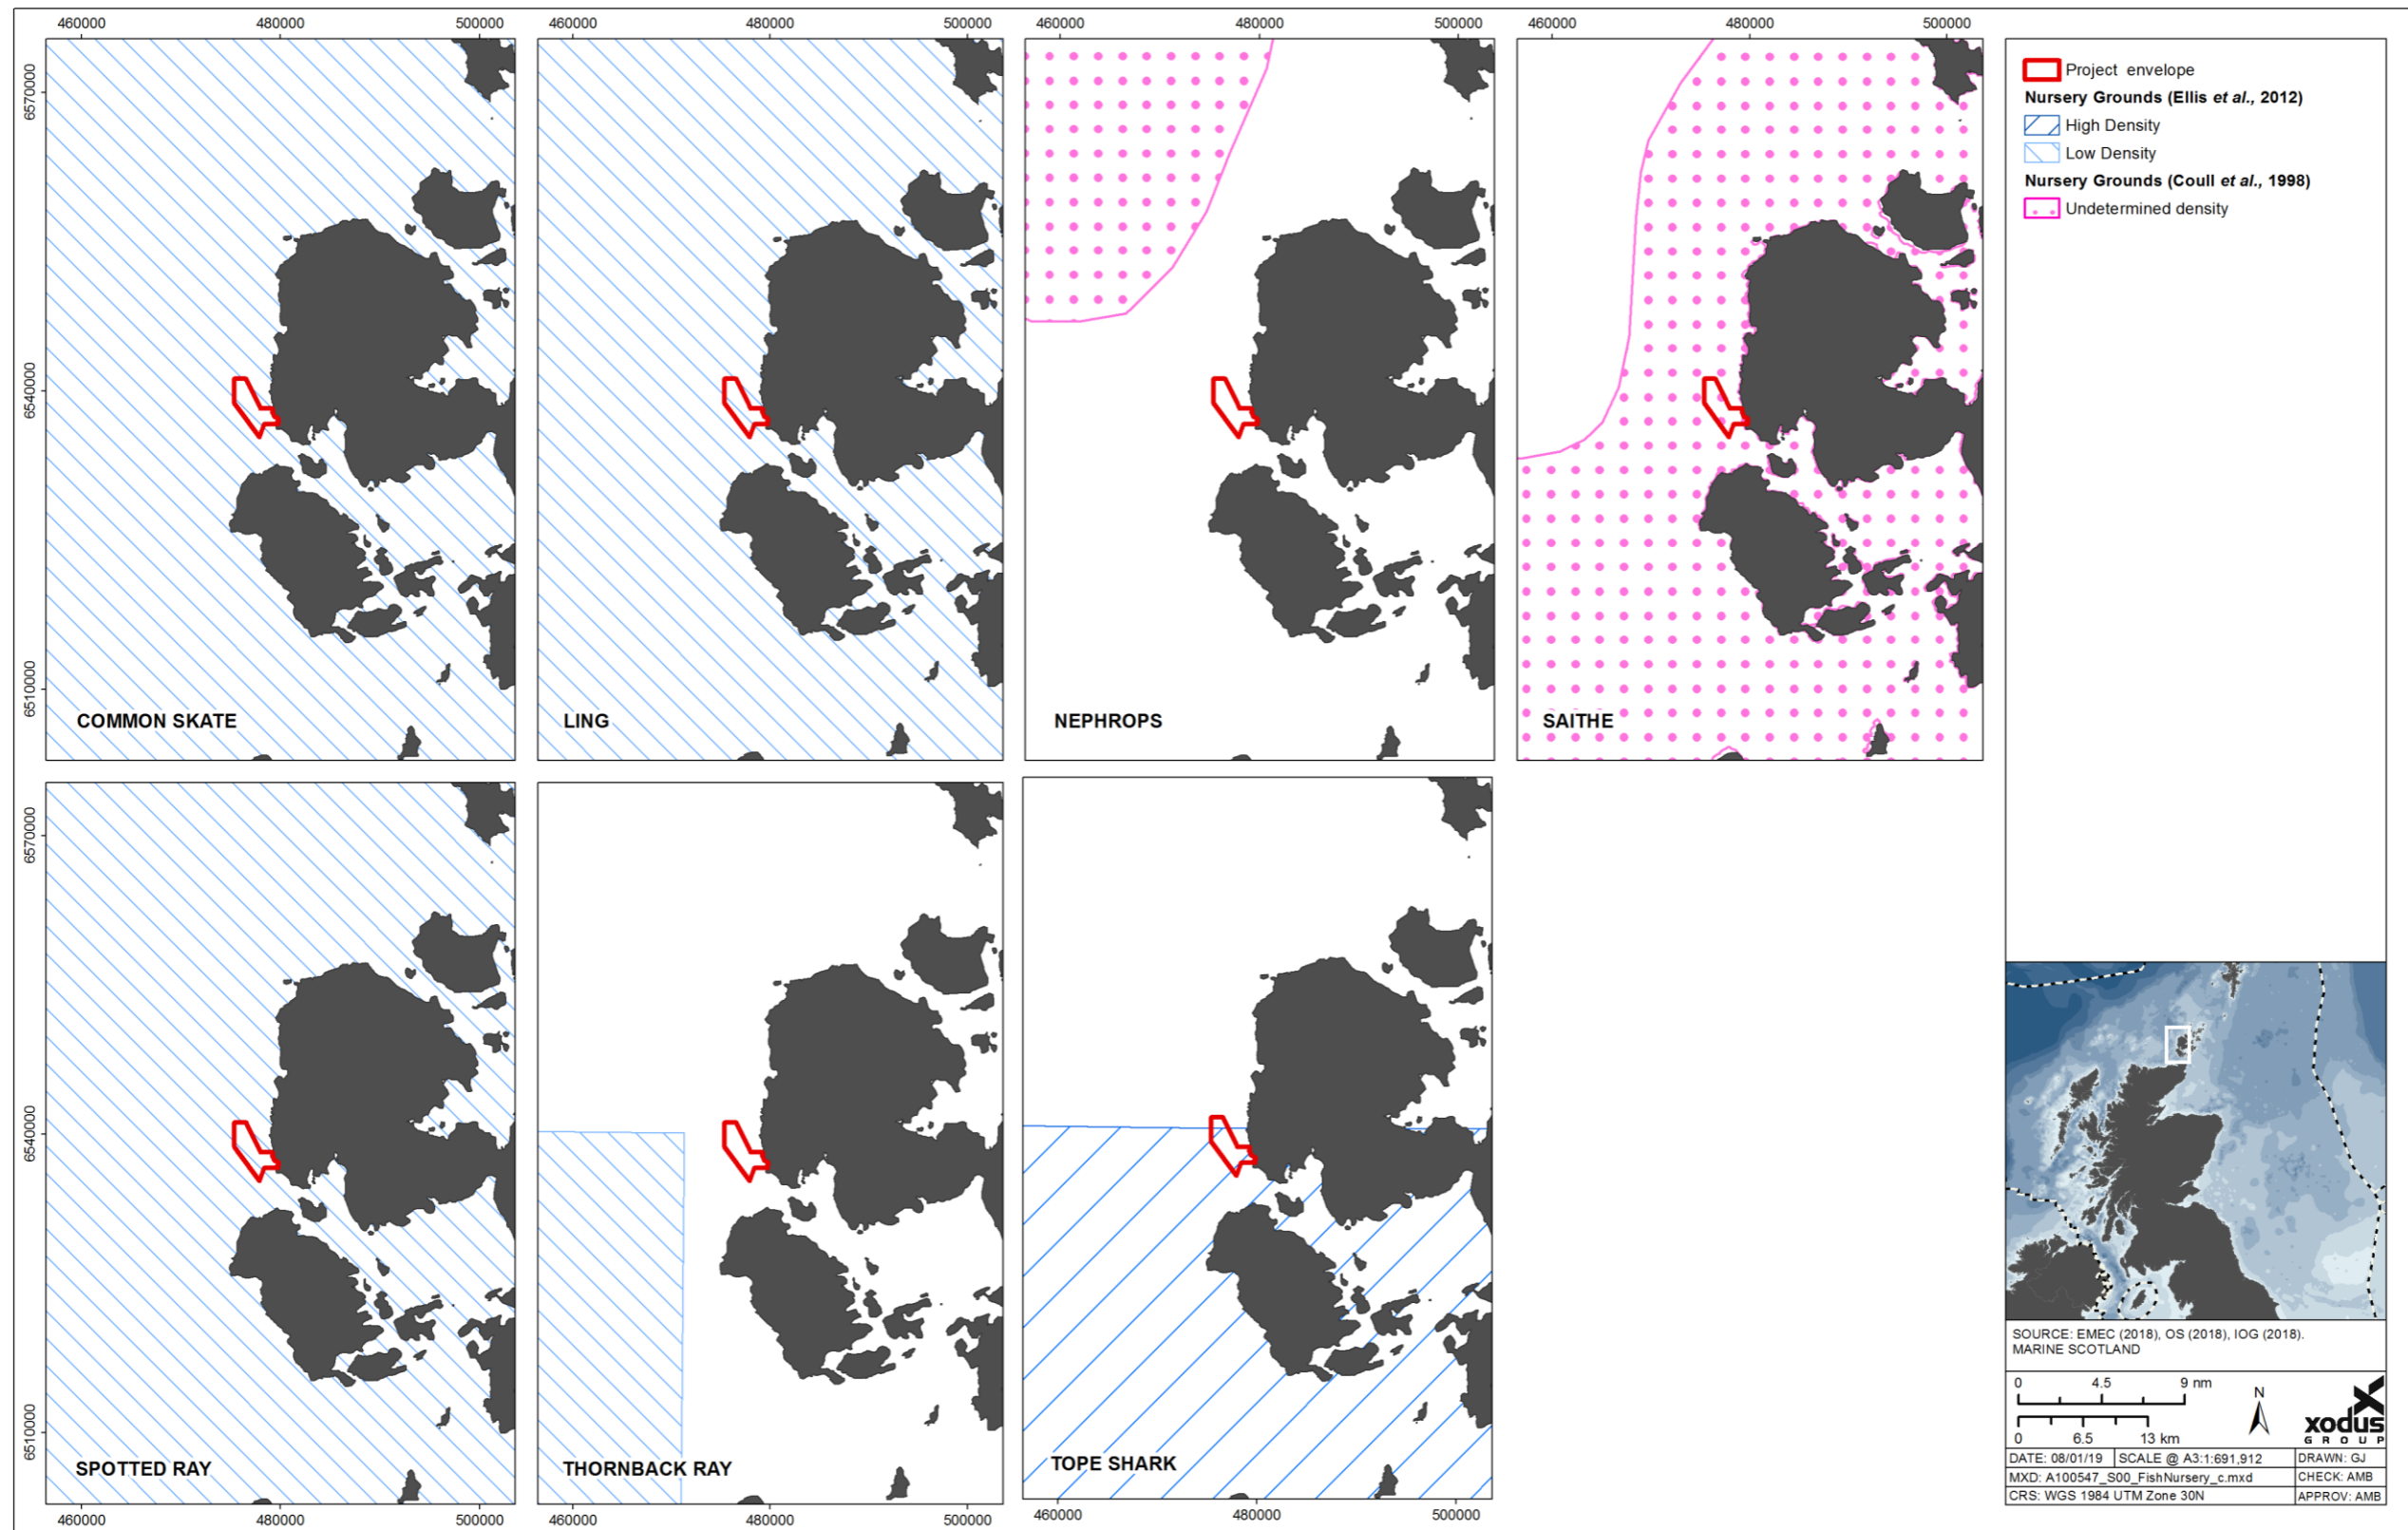 460000 480000 500000 460000 480000 500000 460000 480000 500000 460000 480000 500000
6570000
6540000
6510000
COMMON SKATE
LING
NEPHROPS
SAITHE
Project envelope
Nursery Grounds (Ellis et al., 2012)
High Density
Low Density
Nursery Grounds (Coull et al., 1998)
Undetermined density
6570000
6540000
6510000
SPOTTED RAY
THORNBACK RAY
TOPE SHARK
460000 480000 500000 460000 480000 500000 460000 480000 500000
SOURCE: EMEC (2018), OS (2018), IOG (2018).
MARINE SCOTLAND
0 4.5 9 nm
0 6.5 13 km
N
xodus
GROUP
DATE: 08/01/19 SCALE @ A3:1:691,912 DRAWN: GJ
MXD: A100547_S00_FishNursery_c.mxd CHECK: AMB
CRS: WGS 1984 UTM Zone 30N APPROV: AMB